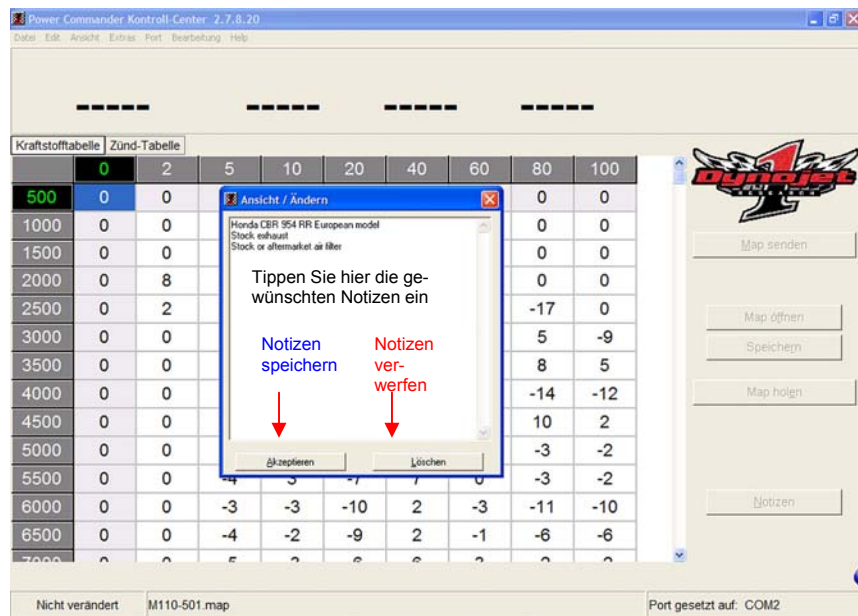 Power Commander Kontroll-Center 2.7.8.20
Datei Edit Ansicht Extras Port Bearbeitung Help
----- ----- ----- -----
Kraftstofftabelle Zünd-Tabelle
0 2 5 10 20 40 60 80 100
500 0 0 0 0
1000 0 0 0 0
1500 0 0 0 0
2000 0 8 0 0
2500 0 2 -17 0
3000 0 0 5 -9
3500 0 0 8 5
4000 0 0 -14 -12
4500 0 0 10 2
5000 0 0 -3 -2
5500 0 0 -4 3 -7 7 0 -3 -2
6000 0 0 -3 -3 -10 2 -3 -11 -10
6500 0 0 -4 -2 -9 2 -1 -6 -6
Ansicht / Ändern
Honda CBR 954 RR European model
Stock exhaust
Stock or aftermarket air filter
Tippen Sie hier die ge-
wünschten Notizen ein
Notizen
speichern
Notizen
ver-
werfen
Akzeptieren
Löschen
Dynojet
RESEARCH
Map senden
Map öffnen
Speichern
Map holen
Notizen
Nicht verändert M110-501.map Port gesetzt auf: COM2